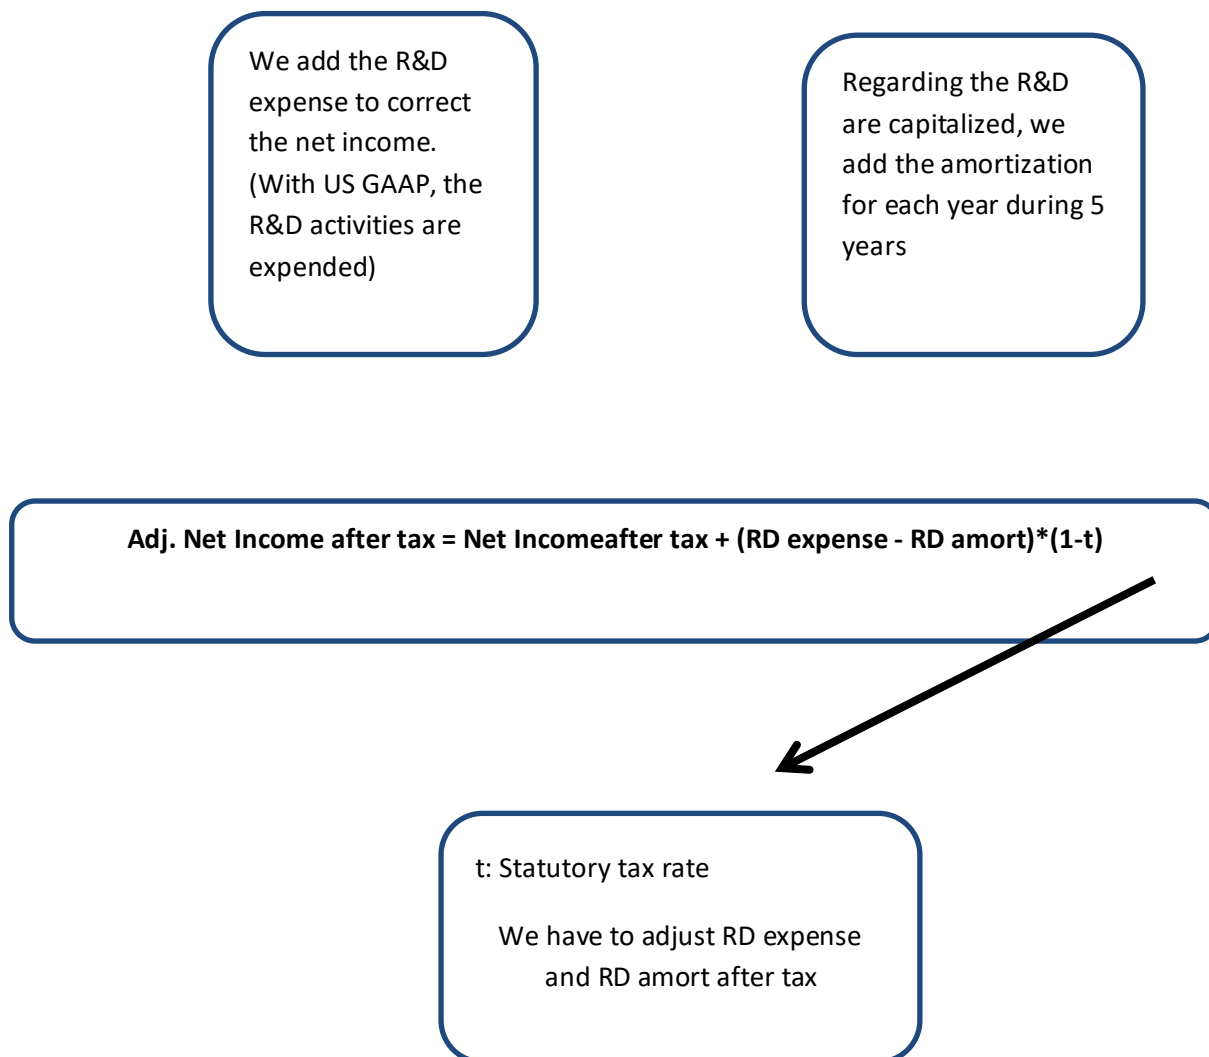 We add the R&D
expense to correct
the net income.
(With US GAAP, the
R&D activities are
expended)
Regarding the R&D
are capitalized, we
add the amortization
for each year during 5
years
Adj. Net Income after tax = Net Incomeafter tax + (RD expense - RD amort)*(1-t)
t: Statutory tax rate
We have to adjust RD expense
and RD amort after tax